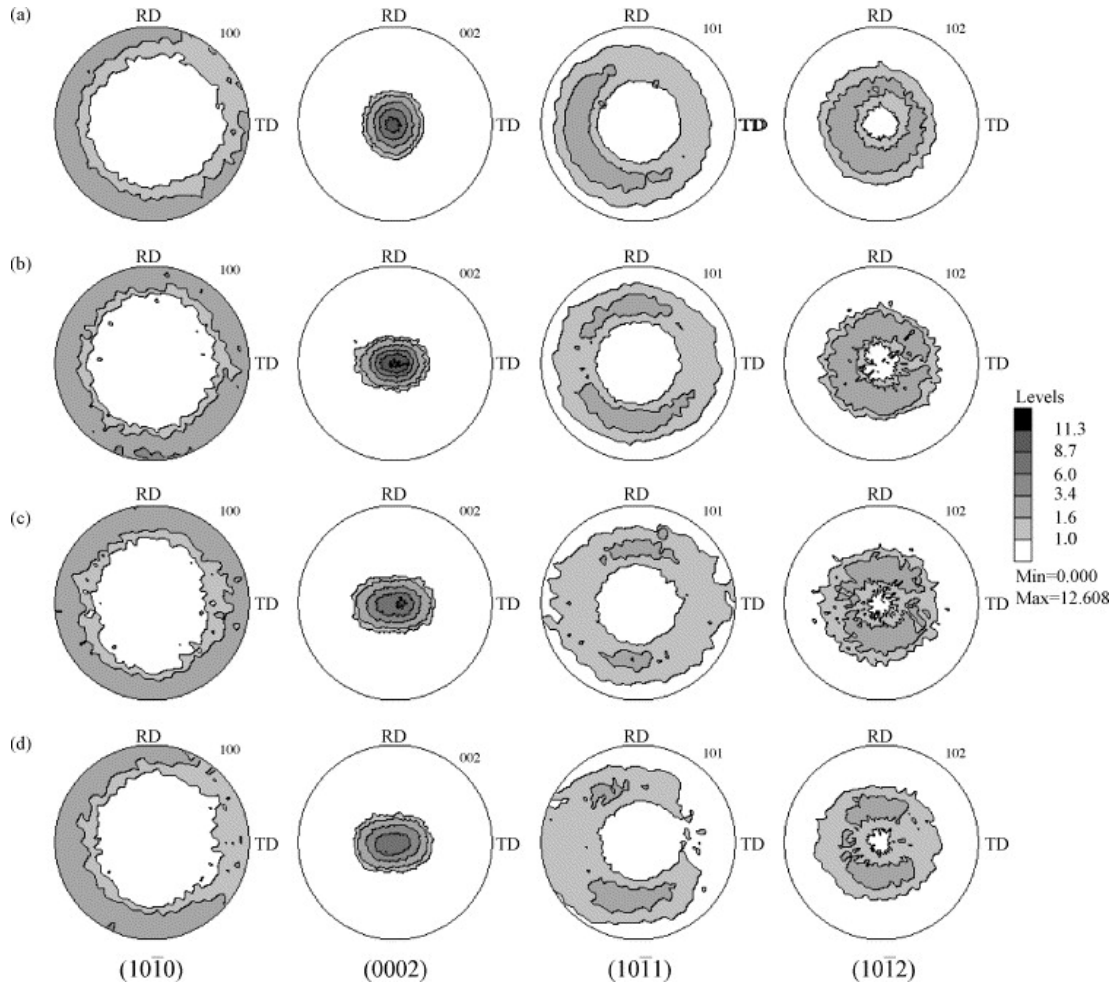 (a)
RD
100
RD
002
RD
101
RD
102
TD
TD
TD
TD
(b)
RD
100
RD
002
RD
101
RD
102
TD
TD
TD
TD
Levels
11.3
8.7
6.0
3.4
1.6
1.0
Min=0.000
Max=12.608
(c)
RD
100
RD
002
RD
101
RD
102
TD
TD
TD
TD
(d)
RD
100
RD
002
RD
101
RD
102
TD
TD
TD
TD
(101̄0)
(0002)
(101̄1)
(101̄2)